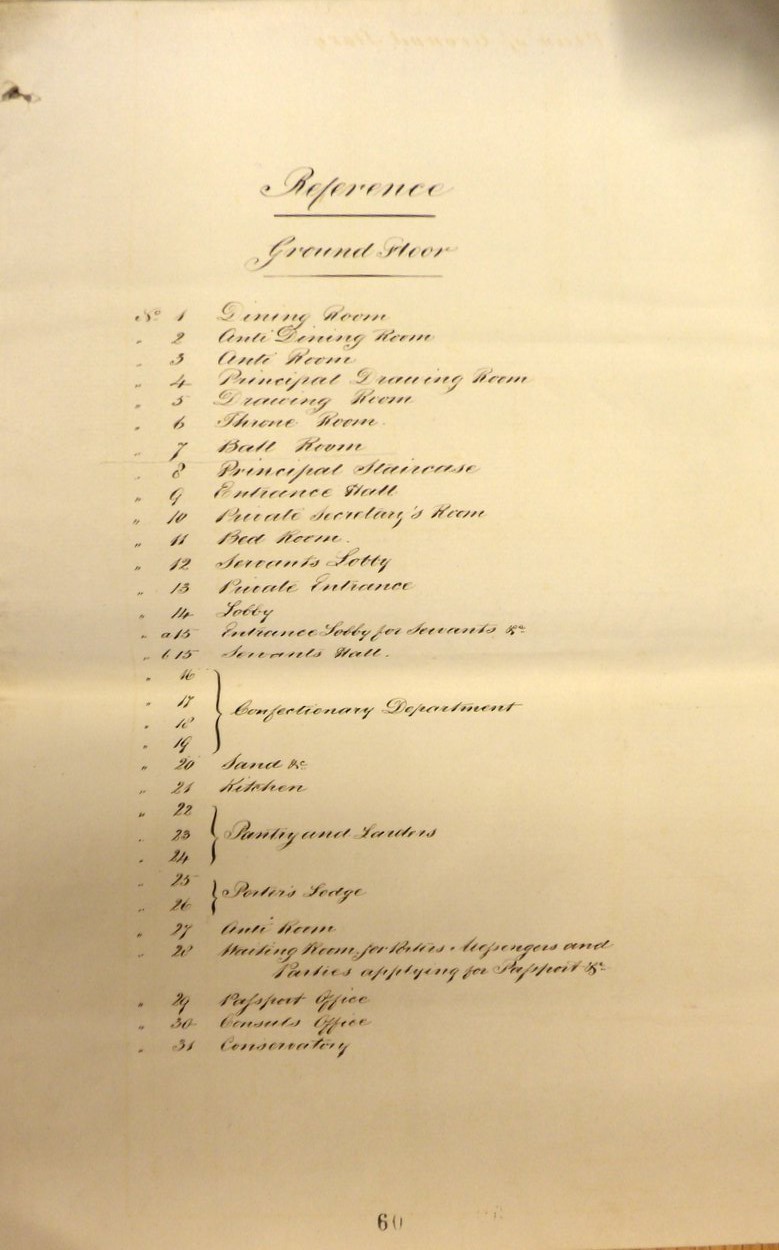 Reference
Ground Floor
No 1 Dining Room
" 2 Anti Dining Room
" 3 Anti Room
" 4 Principal Drawing Room
" 5 Drawing Room
" 6 Throne Room
" 7 Ball Room
" 8 Principal Staircase
" 9 Entrance Hall
" 10 Private Secretary's Room
" 11 Bed Room.
" 12 Servants Lobby
" 13 Private Entrance
" 14 Lobby
" a15 Entrance Lobby for Servants &c
" b15 Servants Hall.
" 16
" 17
Confectionary Department
" 18
" 19
" 20 Sand &c
" 21 Kitchen
" 22
" 23 Pantry and Larders
" 24
" 25
Porter's Lodge
" 26
" 27 Anti Room
" 28 Waiting Room, for Porters, Messengers and
Parties applying for Passport &c
" 29 Passport Office
" 30 Consuls Office
" 31 Conservatory
60